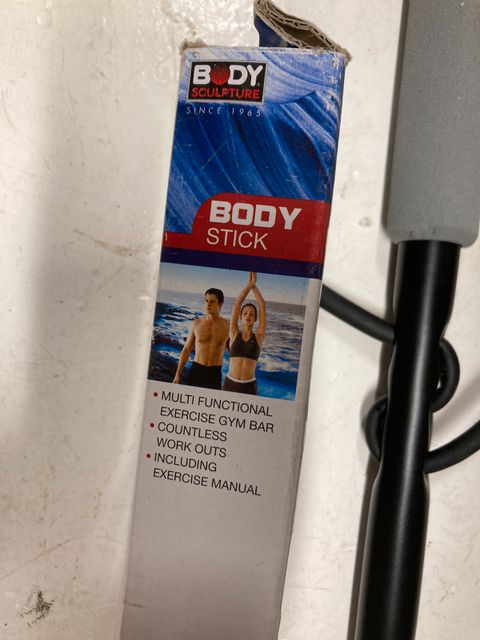 BODY
SCULPTURE
SINCE 1965
BODY
STICK
• MULTI FUNCTIONAL
EXERCISE GYM BAR
• COUNTLESS
WORK OUTS
• INCLUDING
EXERCISE MANUAL